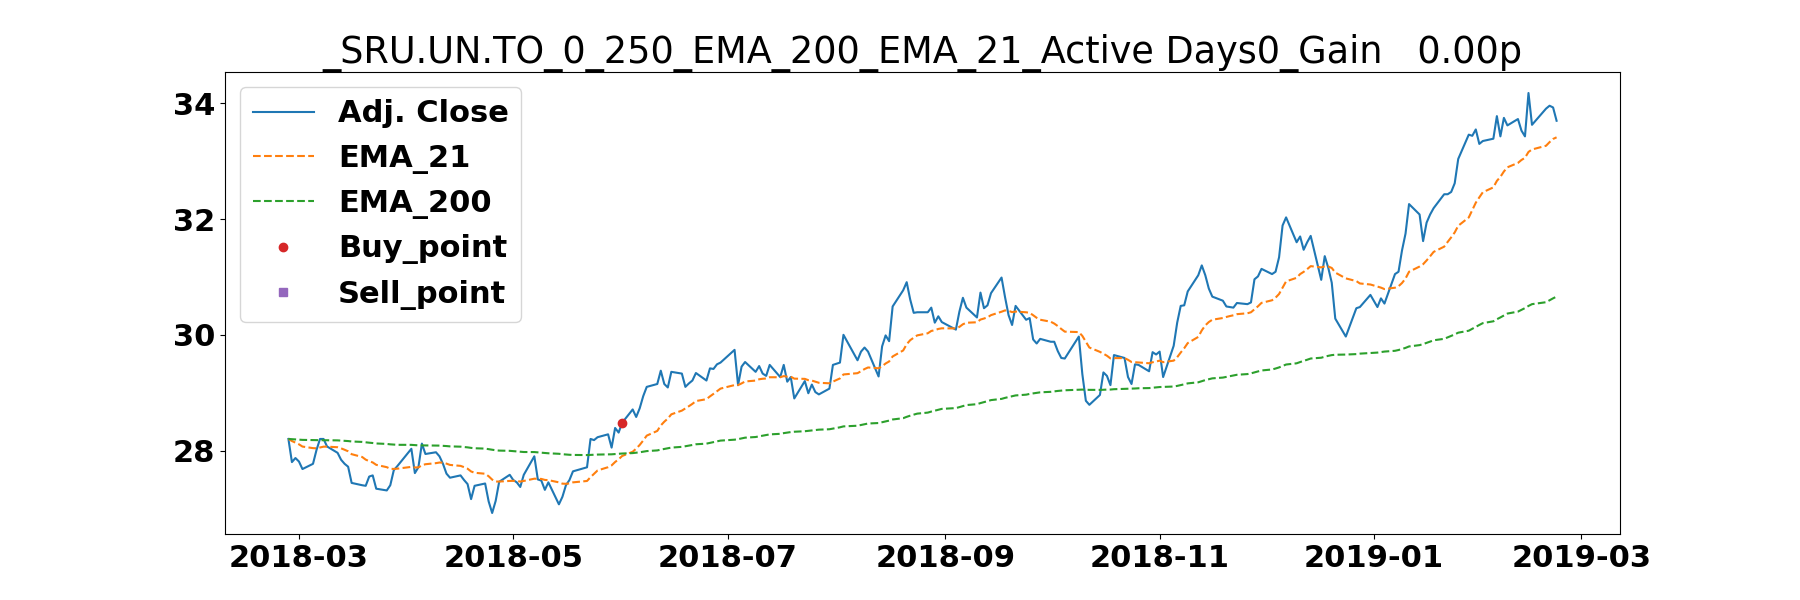 _SRU.UN.TO_0_250_EMA_200_EMA_21_Active Days0_Gain   0.00p
Adj. Close
EMA_21
EMA_200
Buy_point
Sell_point
34
32
30
28
2018-03 2018-05 2018-07 2018-09 2018-11 2019-01 2019-03